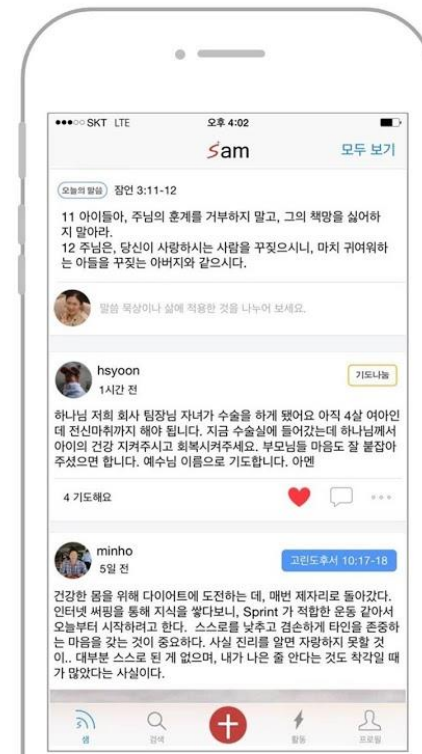 SKT LTE 오후 4:02
Sam 모두 보기
오늘의 말씀 잠언 3:11-12
11 아이들아, 주님의 훈계를 거부하지 말고, 그의 책망을 싫어하
지 말아라.
12 주님은, 당신이 사랑하시는 사람을 꾸짖으시니, 마치 귀여워하
는 아들을 꾸짖는 아버지와 같으시다.
말씀 묵상이나 삶에 적용한 것을 나누어 보세요.
hsyoon 기도나눔
1시간 전
하나님 저희 회사 팀장님 자녀가 수술을 하게 됐어요 아직 4살 여아인
데 전신마취까지 해야 됩니다. 지금 수술실에 들어갔는데 하나님께서
아이의 건강 지켜주시고 회복시켜주세요. 부모님들 마음도 잘 붙잡아
주셨으면 합니다. 예수님 이름으로 기도합니다. 아멘
4 기도해요
minho 고린도후서 10:17-18
5일 전
건강한 몸을 위해 다이어트에 도전하는 데, 매번 제자리로 돌아갔다.
인터넷 써핑을 통해 지식을 쌓다보니, Sprint 가 적합한 운동 같아서
오늘부터 시작하려고 한다. 스스로를 낮추고 겸손하게 타인을 존중하
는 마음을 갖는 것이 중요하다. 사실 진리를 알면 자랑하지 못할 것
이.. 대부분 스스로 된 게 없으며, 내가 나은 줄 안다는 것도 착각일 때
가 많았다는 사실이다.
샘 검색 활동 프로필